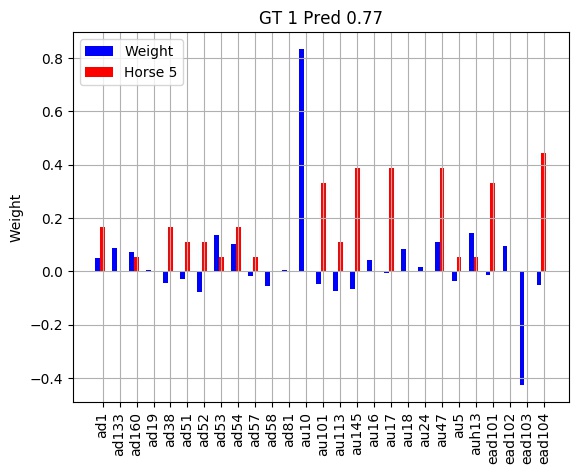 GT 1 Pred 0.77
Weight
Horse 5
Weight
0.8
0.6
0.4
0.2
0.0
−0.2
−0.4
ad1
ad133
ad160
ad19
ad38
ad51
ad52
ad53
ad54
ad57
ad58
ad81
au10
au101
au113
au145
au16
au17
au18
au24
au47
au5
auh13
ead101
ead102
ead103
ead104